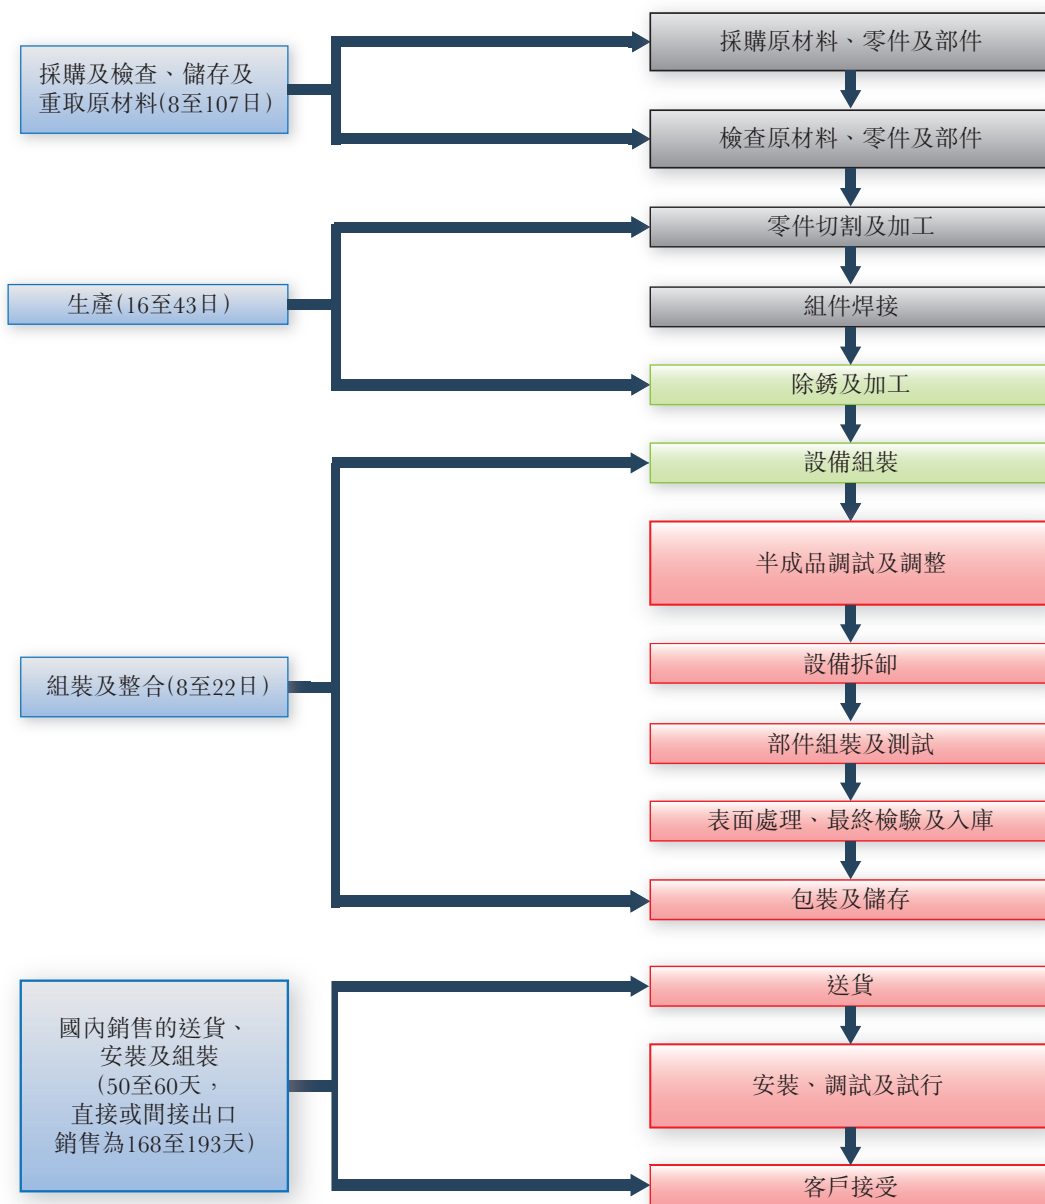 採購原材料、零件及部件
採購及檢查、儲存及
重取原材料(8至107日)
檢查原材料、零件及部件
零件切割及加工
生產(16至43日)
組件焊接
除銹及加工
設備組裝
半成品調試及調整
設備拆卸
組裝及整合(8至22日)
部件組裝及測試
表面處理、最終檢驗及入庫
包裝及儲存
送貨
國內銷售的送貨、
安裝及組裝
(50至60天，
直接或間接出口
銷售為168至193天)
安裝、調試及試行
客戶接受